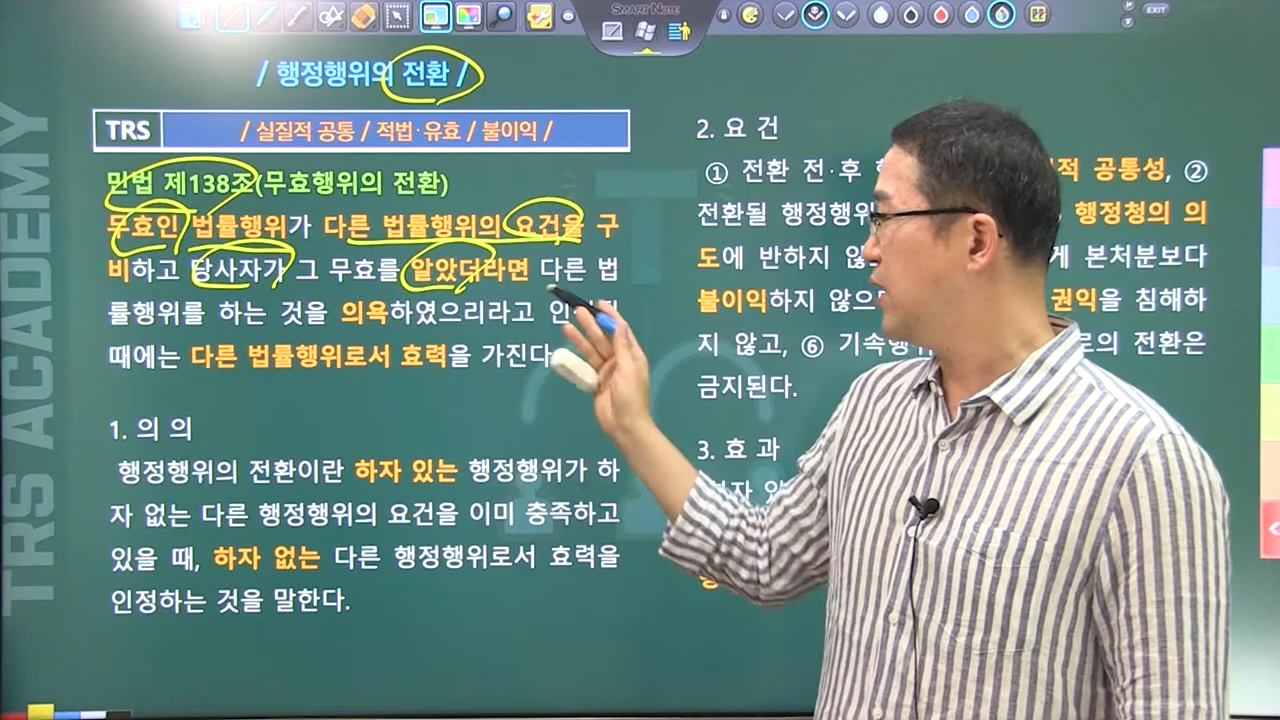 SMART NOTE
EXIT
/ 행정행위의 전환 /
TRS / 실질적 공통 / 적법·유효 / 불이익 /
민법 제138조(무효행위의 전환)
무효인 법률행위가 다른 법률행위의 요건을 구
비하고 당사자가 그 무효를 알았더라면 다른 법
률행위를 하는 것을 의욕하였으리라고
때에는 다른 법률행위로서 효력을 가진다
1. 의 의
행정행위의 전환이란 하자 있는 행정행위가 하
자 없는 다른 행정행위의 요건을 이미 충족하고
있을 때, 하자 없는 다른 행정행위로서 효력을
인정하는 것을 말한다.
2. 요 건
① 전환 전·후 공통성, ②
전환될 행정행위 행정청의 의
도에 반하지 본처분보다
불이익하지 권익을 침해하
지 않고, ⑥ 전환은
금지된다.
3. 효 과
TRS ACADEMY